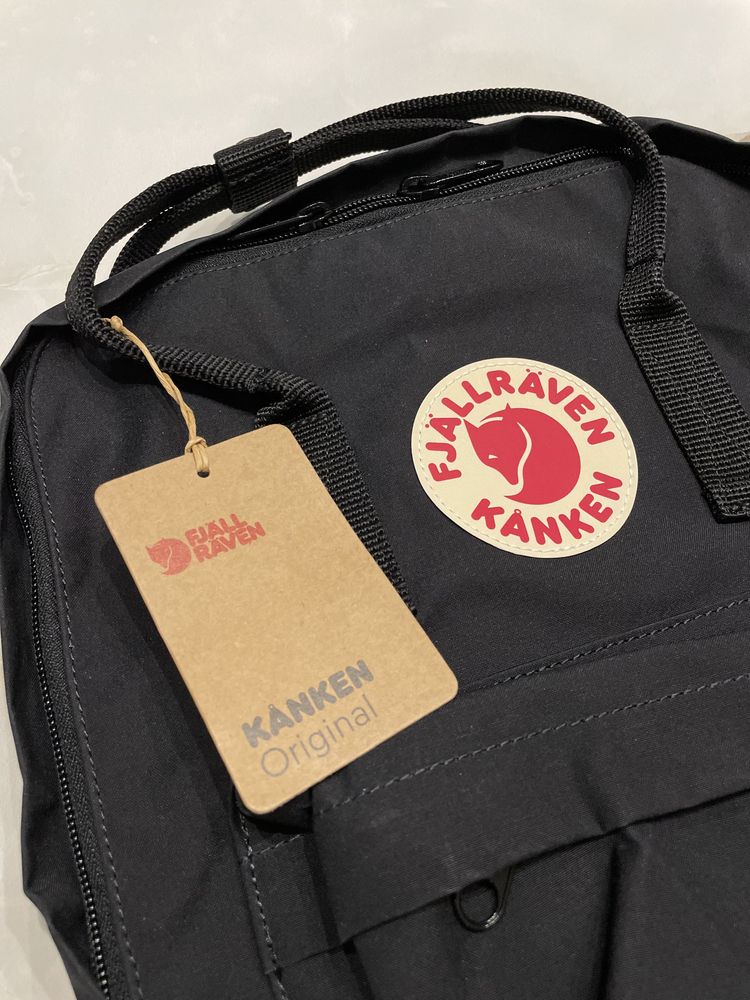 FJÄLLRÄVEN
KÅNKEN
FJÄLL
RÄVEN
KÅNKEN
Original